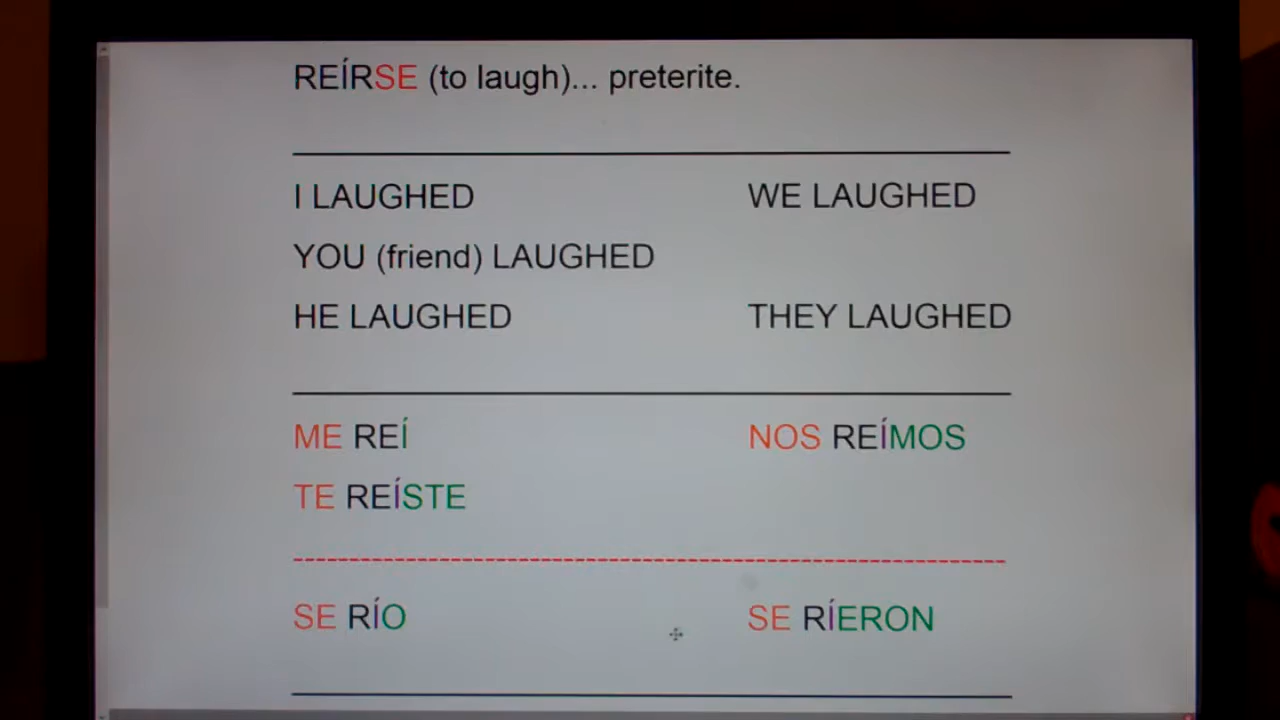 REÍRSE (to laugh)... preterite.
I LAUGHED WE LAUGHED
YOU (friend) LAUGHED
HE LAUGHED THEY LAUGHED
ME REÍ NOS REÍMOS
TE REÍSTE
SE RÍO SE RÍERON